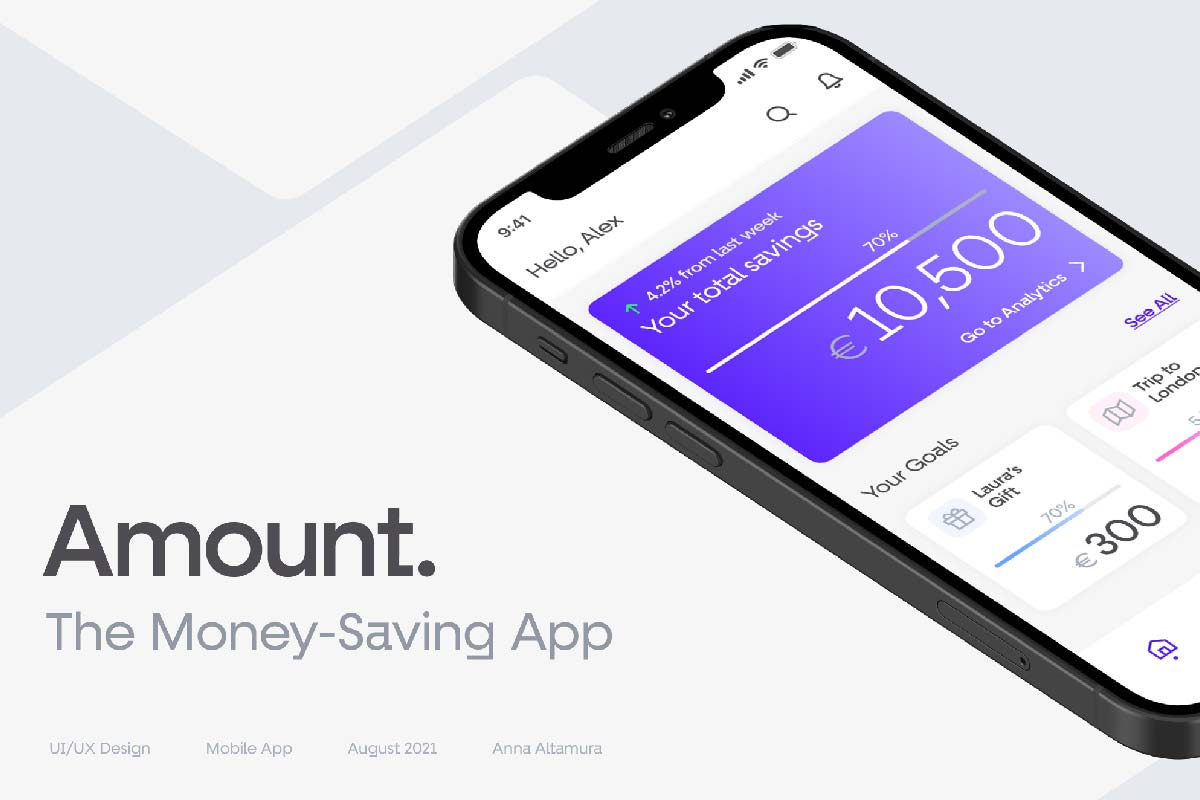 9:41
Hello, Alex
4.2% from last week
Your total savings
70%
€10,500
Go to Analytics
Your Goals
See All
Laura's
Gift
70%
€300
Trip to
London
Amount.
The Money-Saving App
UI/UX Design
Mobile App
August 2021
Anna Altamura